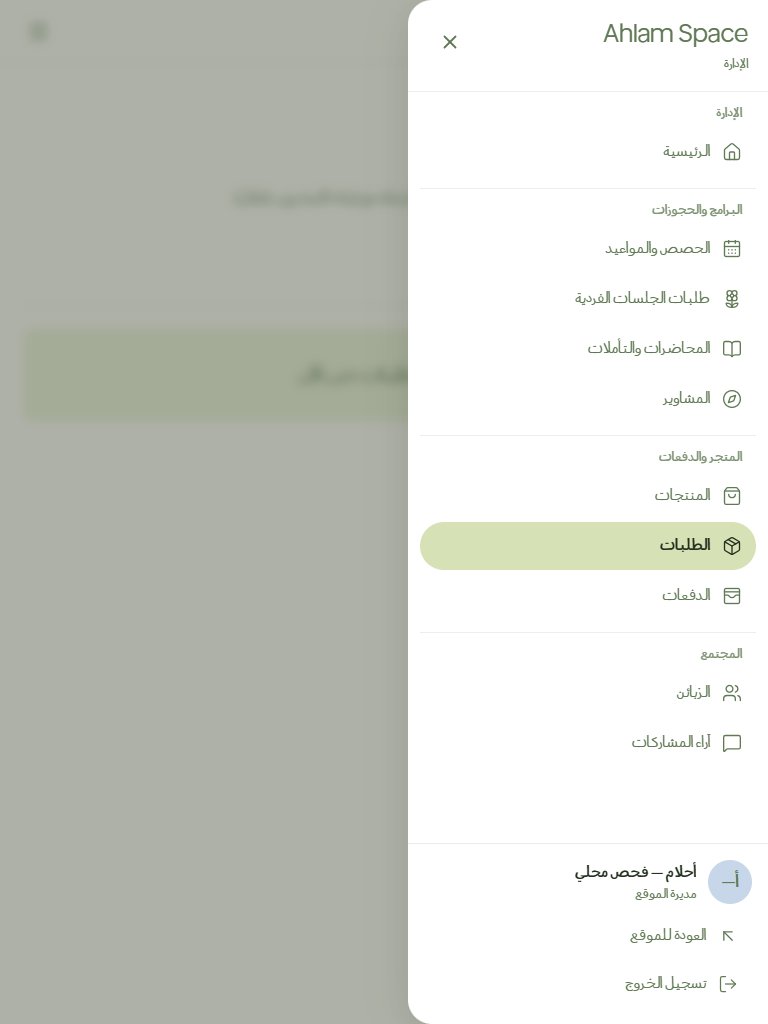 Ahlam Space
الإدارة
الإدارة
الرئيسية
البرامج والحجوزات
الحصص والمواعيد
طلبات الجلسات الفردية
المحاضرات والتأملات
المشاوير
المتجر والدفعات
المنتجات
الطلبات
الدفعات
المجتمع
الزبائن
آراء المشاركات
أ—
أحلام — فحص محلي
مديرة الموقع
العودة للموقع
تسجيل الخروج